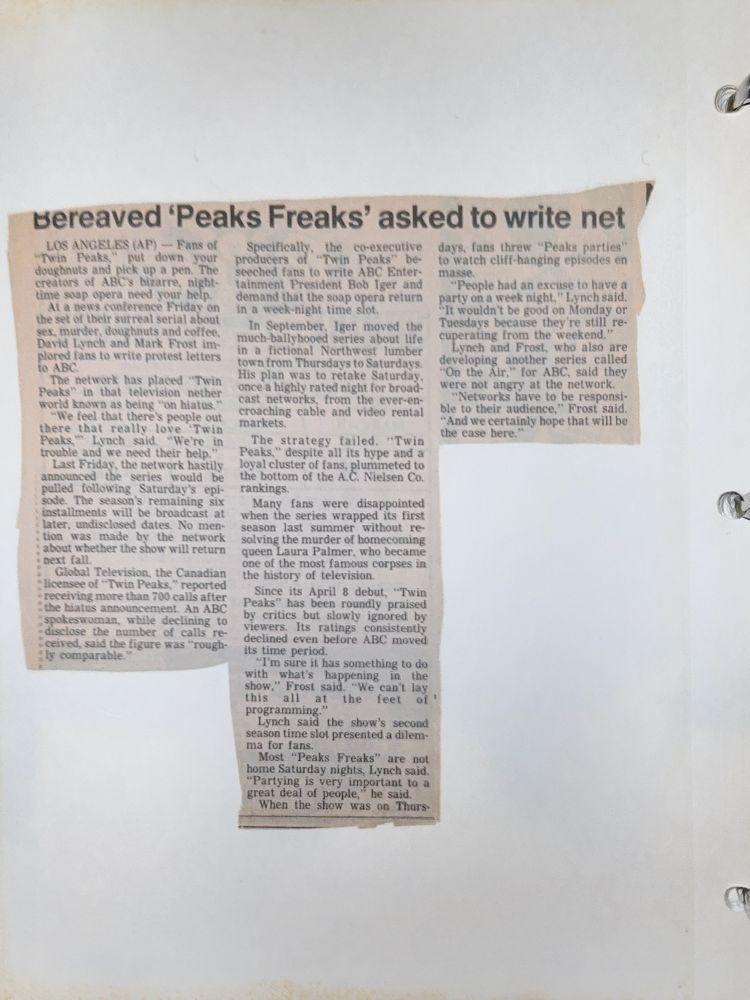 Bereaved ‘Peaks Freaks’ asked to write net
LOS ANGELES (AP) — Fans of
“Twin Peaks,” put down your
doughnuts and pick up a pen. The
creators of ABC's bizarre, night-
time soap opera need your help.
At a news conference Friday on
the set of their surreal serial about
sex, murder, doughnuts and coffee,
David Lynch and Mark Frost im-
plored fans to write protest letters
to ABC.
The network has placed “Twin
Peaks” in that television nether
world known as being “on hiatus.”
“We feel that there's people out
there that really love ‘Twin
Peaks,’” Lynch said. “We're in
trouble and we need their help.”
Last Friday, the network hastily
announced the series would be
pulled following Saturday's epi-
sode. The season's remaining six
installments will be broadcast at
later, undisclosed dates. No men-
tion was made by the network
about whether the show will return
next fall.
Global Television, the Canadian
licensee of “Twin Peaks,” reported
receiving more than 700 calls after
the hiatus announcement. An ABC
spokeswoman, while declining to
disclose the number of calls re-
ceived, said the figure was “rough-
ly comparable.”
Specifically, the co-executive
producers of “Twin Peaks” be-
seeched fans to write ABC Enter-
tainment President Bob Iger and
demand that the soap opera return
in a week-night time slot.
In September, Iger moved the
much-ballyhooed series about life
in a fictional Northwest lumber
town from Thursdays to Saturdays.
His plan was to retake Saturday,
once a highly rated night for broad-
cast networks, from the ever-en-
croaching cable and video rental
markets.
The strategy failed. “Twin
Peaks,” despite all its hype and a
loyal cluster of fans, plummeted to
the bottom of the A.C. Nielsen Co.
rankings.
Many fans were disappointed
when the series wrapped its first
season last summer without re-
solving the murder of homecoming
queen Laura Palmer, who became
one of the most famous corpses in
the history of television.
Since its April 8 debut, “Twin
Peaks” has been roundly praised
by critics but slowly ignored by
viewers. Its ratings consistently
declined even before ABC moved
its time period.
“I'm sure it has something to do
with what's happening in the
show,” Frost said. “We can't lay
this all at the feet of
programming.”
Lynch said the show's second
season time slot presented a dilem-
ma for fans.
Most “Peaks Freaks” are not
home Saturday nights, Lynch said.
“Partying is very important to a
great deal of people,” he said.
When the show was on Thurs-
days, fans threw “Peaks parties”
to watch cliff-hanging episodes en
masse.
“People had an excuse to have a
party on a week night,” Lynch said.
“It wouldn't be good on Monday or
Tuesdays because they're still re-
cuperating from the weekend.”
Lynch and Frost, who also are
developing another series called
“On the Air,” for ABC, said they
were not angry at the network.
“Networks have to be responsi-
ble to their audience,” Frost said.
“And we certainly hope that will be
the case here.”